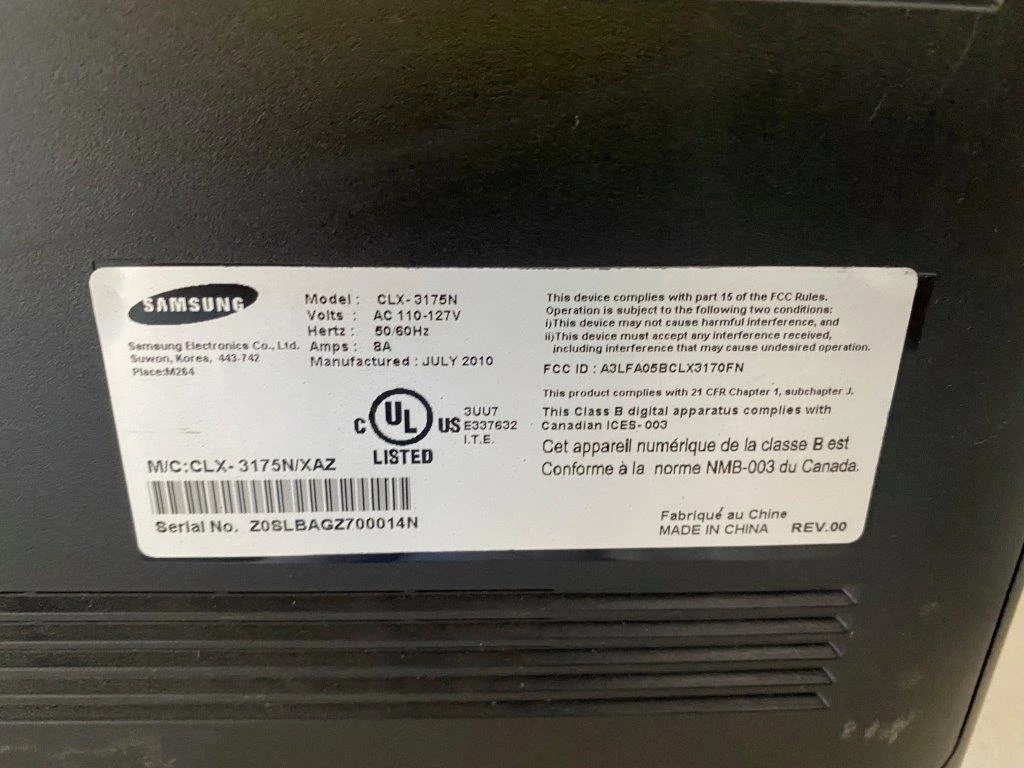 SAMSUNG
Samsung Electronics Co., Ltd.
Suwon, Korea, 443-742
Place:M264
Model : CLX-3175N
Volts : AC 110-127V
Hertz : 50/60Hz
Amps : 8A
Manufactured : JULY 2010
C UL US
LISTED
3UU7
E337632
I.T.E.
M/C:CLX-3175N/XAZ
Serial No. Z0SLBAGZ700014N
This device complies with part 15 of the FCC Rules.
Operation is subject to the following two conditions:
i)This device may not cause harmful interference, and
ii)This device must accept any interference received,
including interference that may cause undesired operation.
FCC ID : A3LFA05BCLX3170FN
This product complies with 21 CFR Chapter 1, subchapter J.
This Class B digital apparatus complies with
Canadian ICES-003
Cet appareil numérique de la classe B est
Conforme à la norme NMB-003 du Canada.
Fabriqué au Chine
MADE IN CHINA REV.00